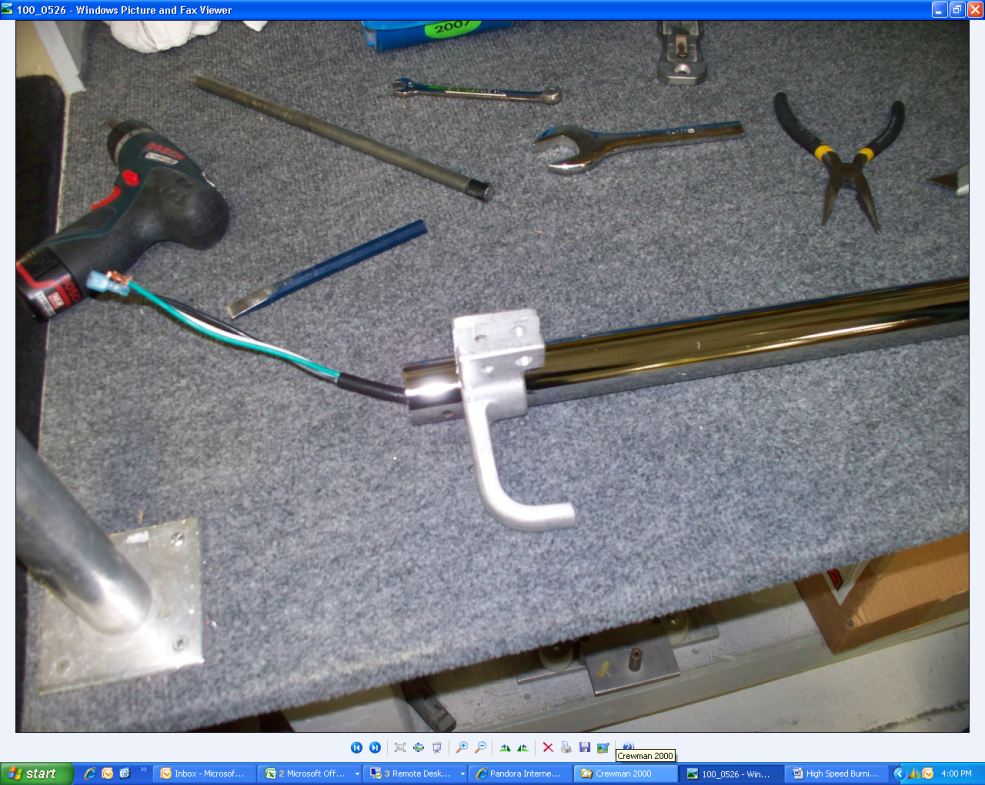 100_0526 - Windows Picture and Fax Viewer
2007
BOSCH
Crewman 2000
start
Inbox - Microsof...
2 Microsoft Off...
3 Remote Desk...
Pandora Interne...
Crewman 2000
100_0526 - Win...
High Speed Burni...
4:00 PM